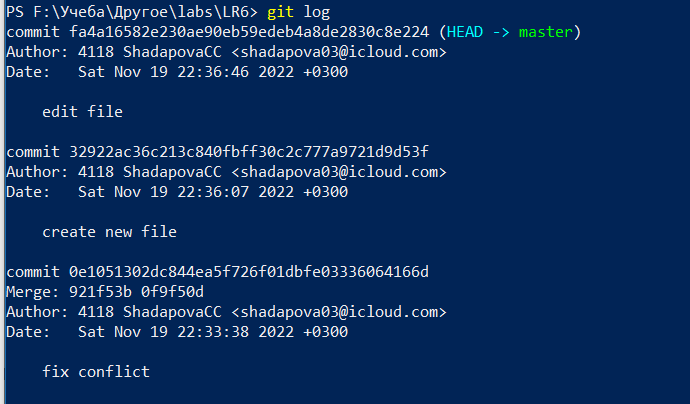 PS F:\Учеба\Другое\labs\LR6> git log
commit fa4a16582e230ae90eb59edeb4a8de2830c8e224 (HEAD -> master)
Author: 4118 ShadapovaCC <shadapova03@icloud.com>
Date:   Sat Nov 19 22:36:46 2022 +0300
edit file
commit 32922ac36c213c840fbff30c2c777a9721d9d53f
Author: 4118 ShadapovaCC <shadapova03@icloud.com>
Date:   Sat Nov 19 22:36:07 2022 +0300
create new file
commit 0e1051302dc844ea5f726f01dbfe03336064166d
Merge: 921f53b 0f9f50d
Author: 4118 ShadapovaCC <shadapova03@icloud.com>
Date:   Sat Nov 19 22:33:38 2022 +0300
fix conflict